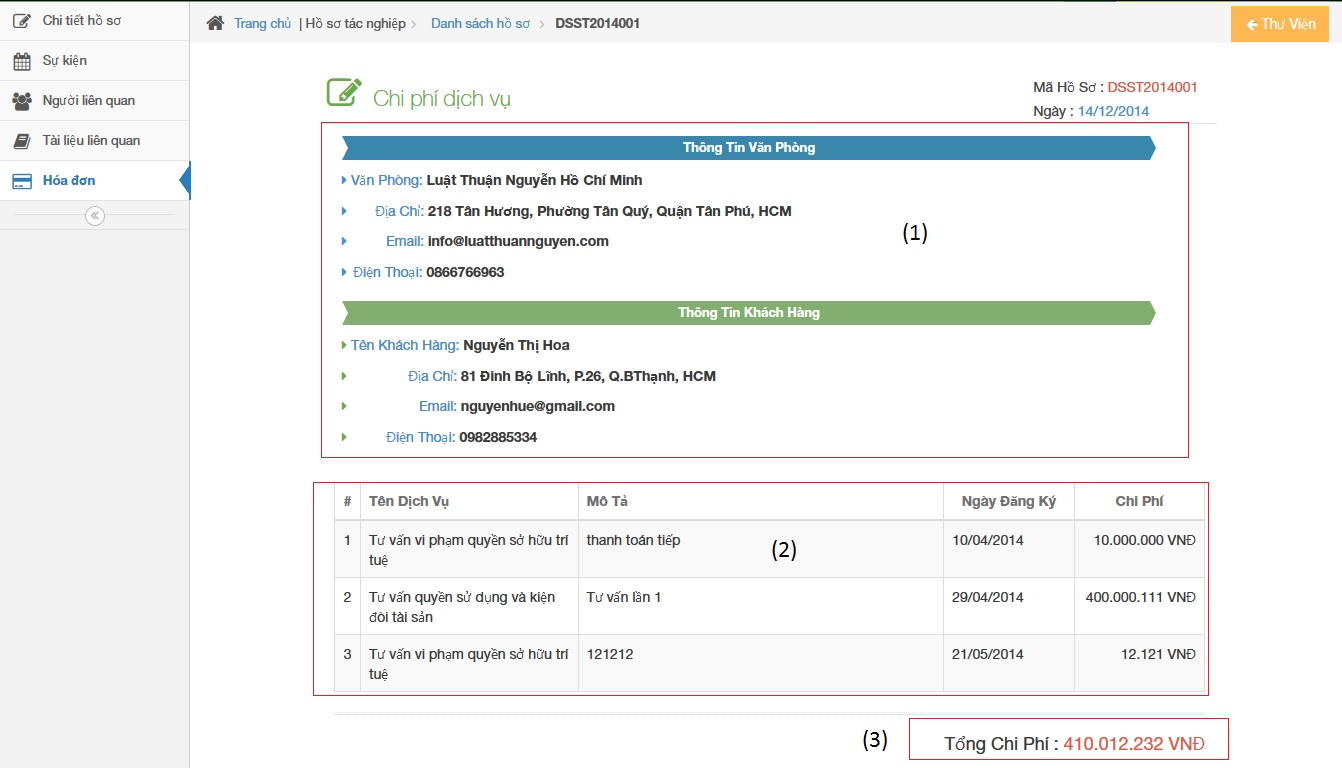 Chi tiết hồ sơ
Sự kiện
Người liên quan
Tài liệu liên quan
Hóa đơn
Trang chủ | Hồ sơ tác nghiệp > Danh sách hồ sơ > DSST2014001
Thư Viện
Chi phí dịch vụ
Mã Hồ Sơ : DSST2014001
Ngày : 14/12/2014
Thông Tin Văn Phòng
Văn Phòng: Luật Thuận Nguyễn Hồ Chí Minh
Địa Chỉ: 218 Tân Hương, Phường Tân Quý, Quận Tân Phú, HCM
(1)
Email: info@luatthuannguyen.com
Điện Thoại: 0866766963
Thông Tin Khách Hàng
Tên Khách Hàng: Nguyễn Thị Hoa
Địa Chỉ: 81 Đinh Bộ Lĩnh, P.26, Q.BThạnh, HCM
Email: nguyenhue@gmail.com
Điện Thoại: 0982885334
# Tên Dịch Vụ Mô Tả Ngày Đăng Ký Chi Phí
1 Tư vấn vi phạm quyền sở hữu trí thanh toán tiếp (2) 10/04/2014 10.000.000 VNĐ
tuệ
2 Tư vấn quyền sử dụng và kiện Tư vấn lần 1 29/04/2014 400.000.111 VNĐ
đòi tài sản
3 Tư vấn vi phạm quyền sở hữu trí 121212 21/05/2014 12.121 VNĐ
tuệ
(3) Tổng Chi Phí : 410.012.232 VNĐ